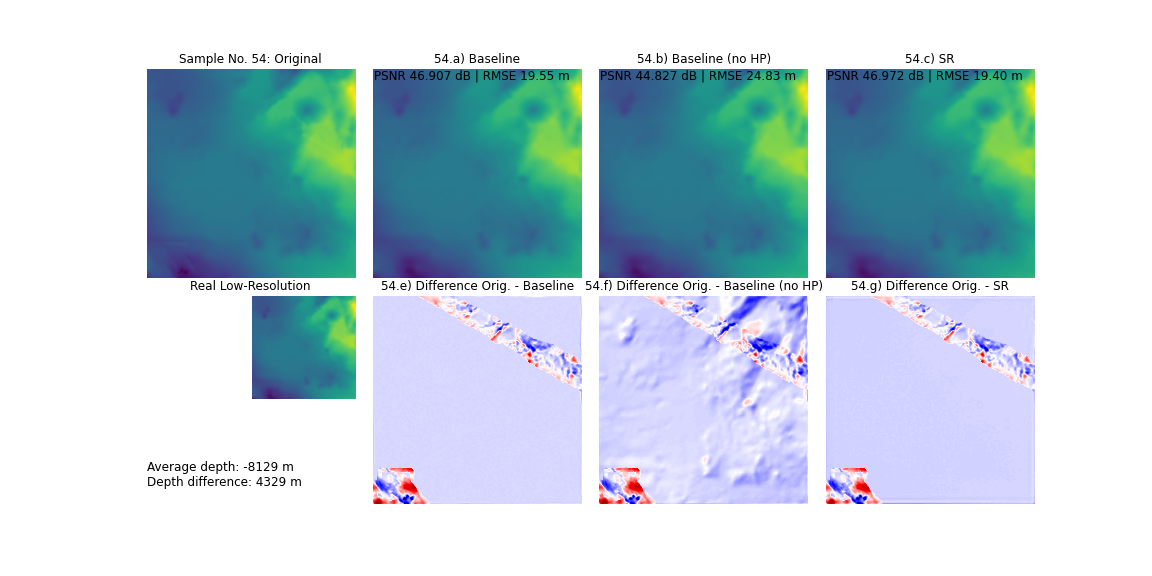 Sample No. 54: Original
54.a) Baseline
54.b) Baseline (no HP)
54.c) SR
PSNR 46.907 dB | RMSE 19.55 m
PSNR 44.827 dB | RMSE 24.83 m
PSNR 46.972 dB | RMSE 19.40 m
Real Low-Resolution
54.e) Difference Orig. - Baseline
54.f) Difference Orig. - Baseline (no HP)
54.g) Difference Orig. - SR
Average depth: -8129 m
Depth difference: 4329 m